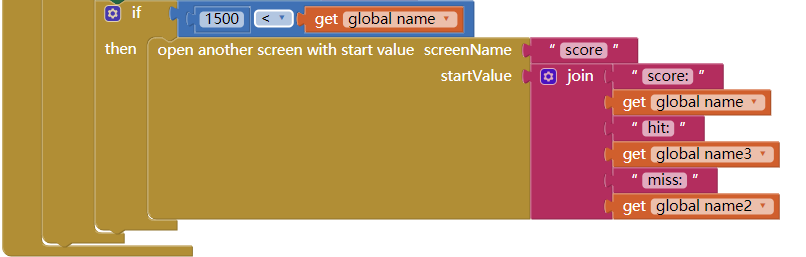 if 1500 < get global name
then open another screen with start value screenName " score "
startValue join " score: "
get global name
" hit: "
get global name3
" miss: "
get global name2